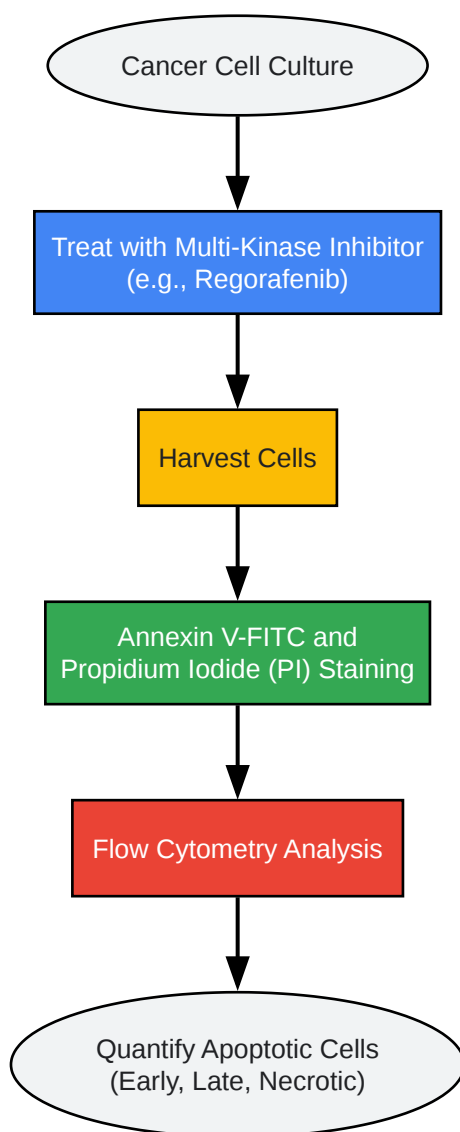 Cancer Cell Culture
Treat with Multi-Kinase Inhibitor
(e.g., Regorafenib)
Harvest Cells
Annexin V-FITC and
Propidium Iodide (PI) Staining
Flow Cytometry Analysis
Quantify Apoptotic Cells
(Early, Late, Necrotic)